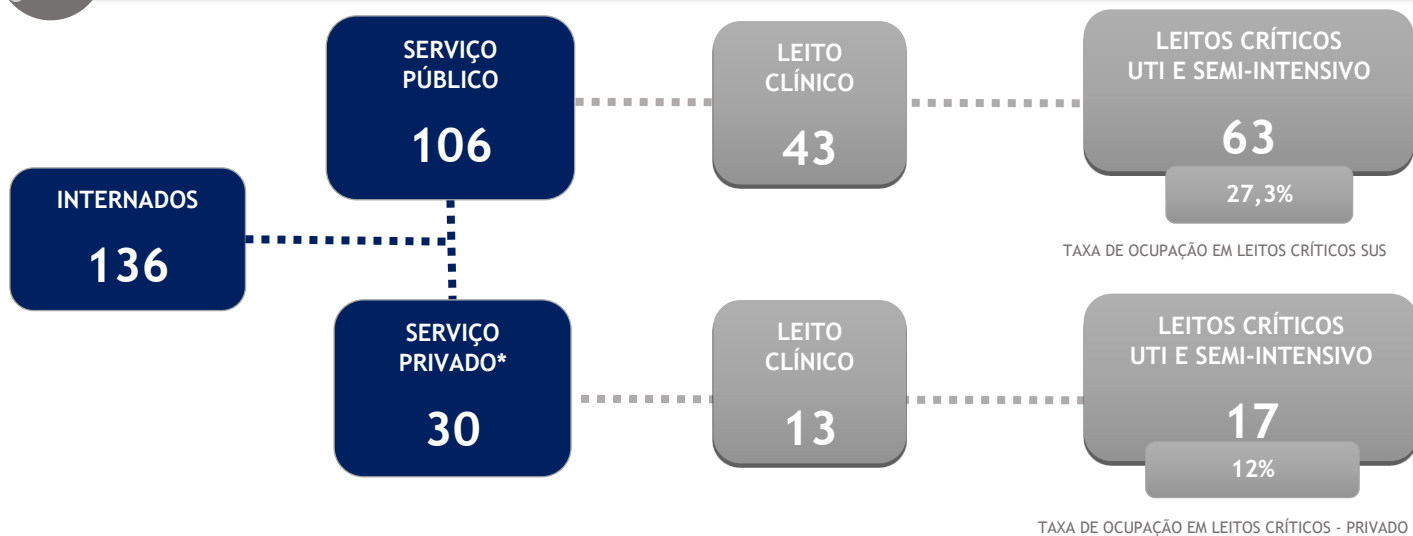 INTERNADOS
136
SERVIÇO
PÚBLICO
106
LEITO
CLÍNICO
43
LEITOS CRÍTICOS
UTI E SEMI-INTENSIVO
63
27,3%
TAXA DE OCUPAÇÃO EM LEITOS CRÍTICOS SUS
SERVIÇO
PRIVADO*
30
LEITO
CLÍNICO
13
LEITOS CRÍTICOS
UTI E SEMI-INTENSIVO
17
12%
TAXA DE OCUPAÇÃO EM LEITOS CRÍTICOS - PRIVADO